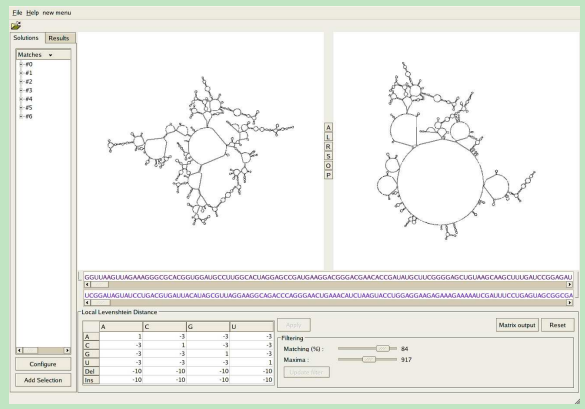 File Help new menu
Solutions Results
Matches
#0
#1
#2
#3
#4
#5
#6
A
L
R
S
O
P
GGUUAAGUUAGAAAGGGCGCACGGUGGAUGCCUUGGCACUAGGAGCCGAUGAAGGACGGGACGAACACCGAUAUGCUUCGGGGAGCUGUAAGCAAGCUUUGAUCCGGAGAU
UCGGAUAGUAUCCUGACGUGAUUACAUAGCGUUAGGAAGGCAGACCCAGGGAACUGAAACAUCUAAGUACCUGGAGGAAGAGAAAGAAAAAUCGAUUUCCUGAGUAGCGGCGA
Local Levenshtein Distance
A C G U
A 1 -3 -3 -3
C -3 1 -3 -3
G -3 -3 1 -3
U -3 -3 -3 1
Del -10 -10 -10 -10
Ins -10 -10 -10 -10
Apply Matrix output Reset
Filtering
Matching (%) : 84
Maxima : 917
Update filter
Configure
Add Selection